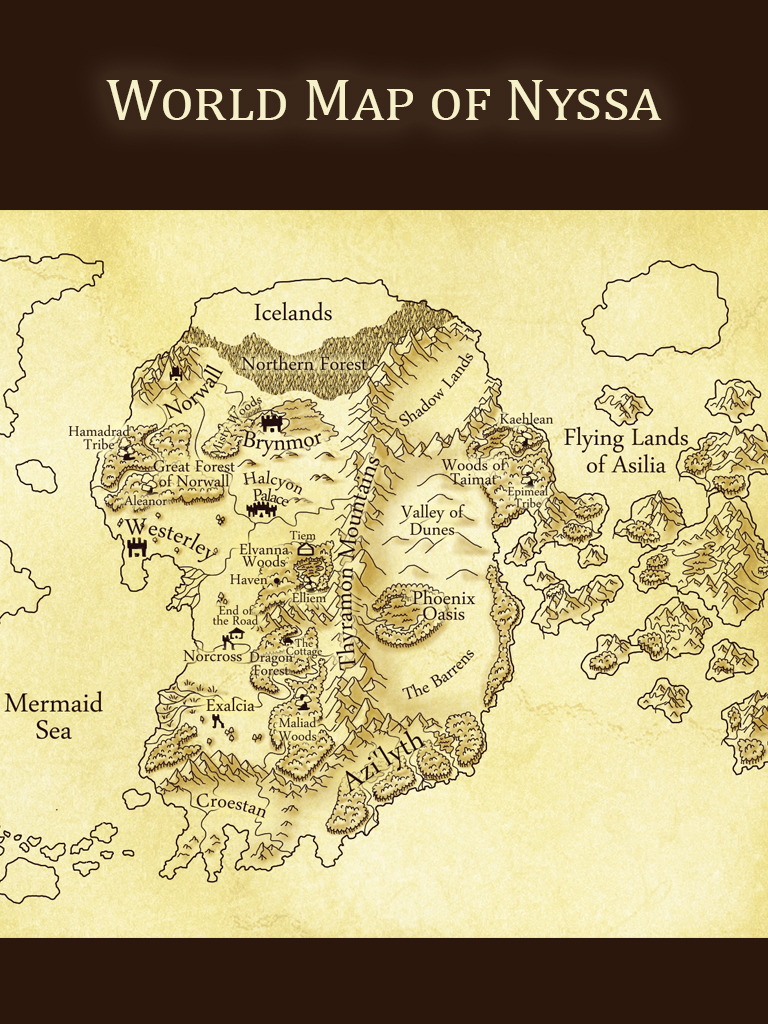 World Map of Nyssa
Icelands
Northern Forest
Norwall
Shadow Lands
Woods
Brynmor
Kaehlean
Hamadrad
Tribe
Flying Lands
of Asilia
Great Forest
of Norwall
Halcyon
Palace
Woods of
Taimat
Aleanor
Epimeal
Tribe
Valley of
Dunes
Westerley
Thyramon Mountains
Tiem
Elvanna
Woods
Haven
Elliem
Phoenix
Oasis
End of
the Road
The
Cottage
Norcross
Dragon
Forest
The Barrens
Exalcia
Mermaid
Sea
Maliad
Woods
Azi'lyth
Croestan